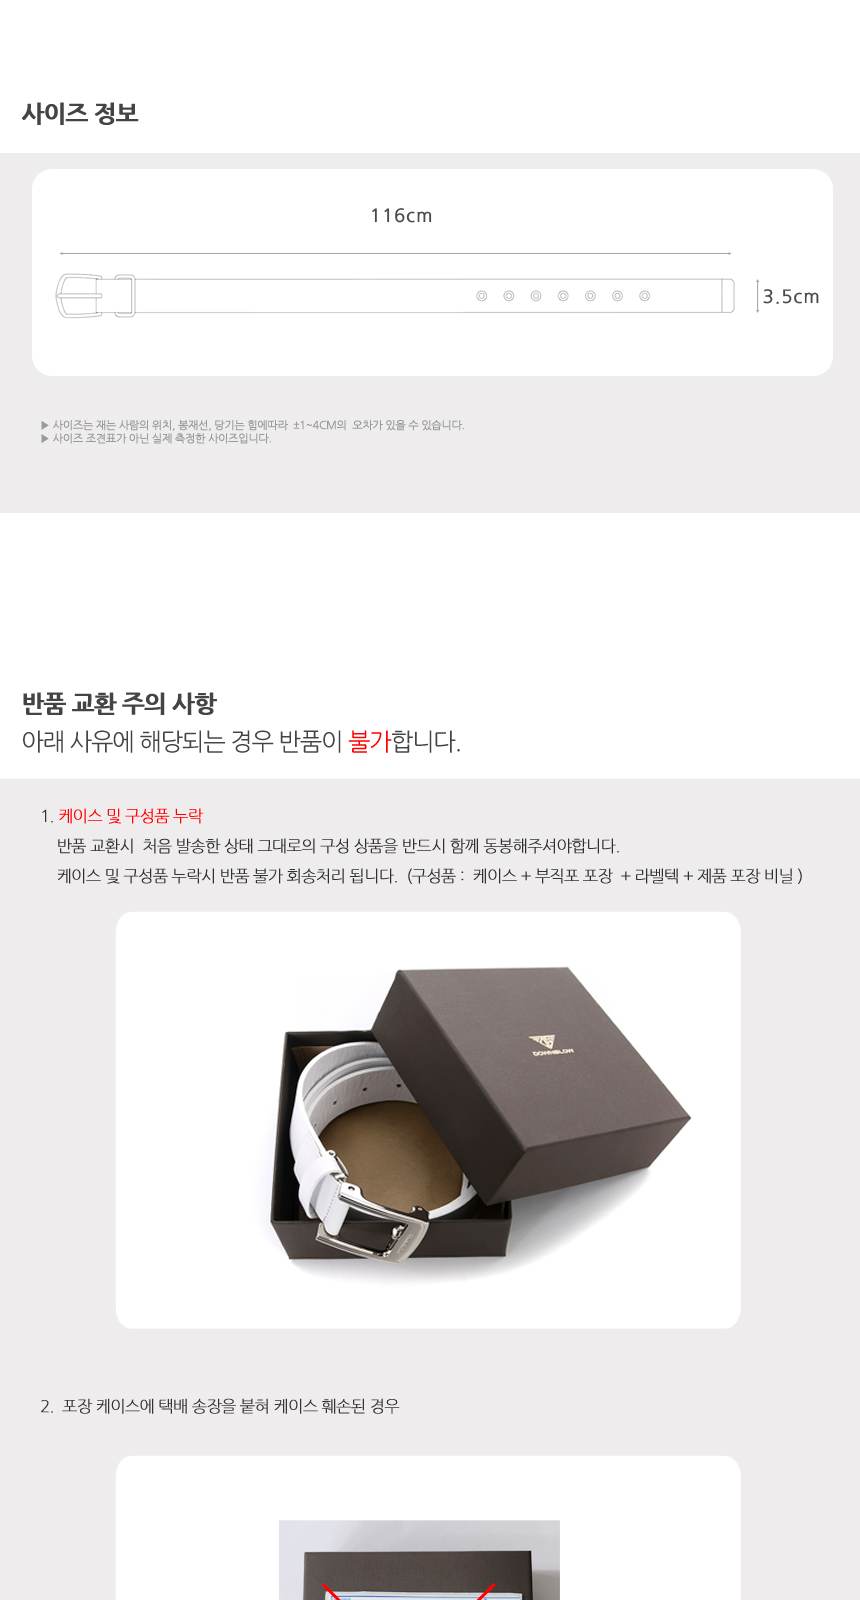 사이즈 정보
116cm
3.5cm
▶ 사이즈는 재는 사람의 위치, 봉재선, 당기는 힘에따라 ±1~4CM의 오차가 있을 수 있습니다.
▶ 사이즈 조견표가 아닌 실제 측정한 사이즈입니다.
반품 교환 주의 사항
아래 사유에 해당되는 경우 반품이 불가합니다.
1. 케이스 및 구성품 누락
반품 교환시 처음 발송한 상태 그대로의 구성 상품을 반드시 함께 동봉해주셔야합니다.
케이스 및 구성품 누락시 반품 불가 회송처리 됩니다. (구성품 : 케이스 + 부직포 포장 + 라벨텍 + 제품 포장 비닐 )
DOWNBLOW
2. 포장 케이스에 택배 송장을 붙혀 케이스 훼손된 경우